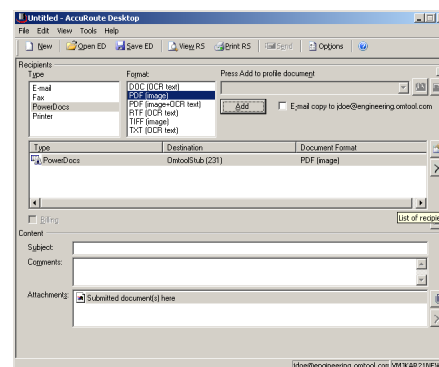 Untitled - AccuRoute Desktop
File Edit View Tools Help
New Open ED Save ED View RS Print RS Send Options
Recipients
Type
Format:
Press Add to profile document
E-mail
Fax
PowerDocs
Printer
DOC (OCR text)
PDF (image)
PDF (image+OCR text)
RTF (OCR text)
TIFF (image)
TXT (OCR text)
Add
E-mail copy to jdoe@engineering.omtool.com
Type Destination Document Format
PowerDocs OmtoolStub (231) PDF (image)
Billing
List of recipie
Content
Subject:
Comments:
Attachments: Submitted document(s) here
jdoe@engineering.omtool.com